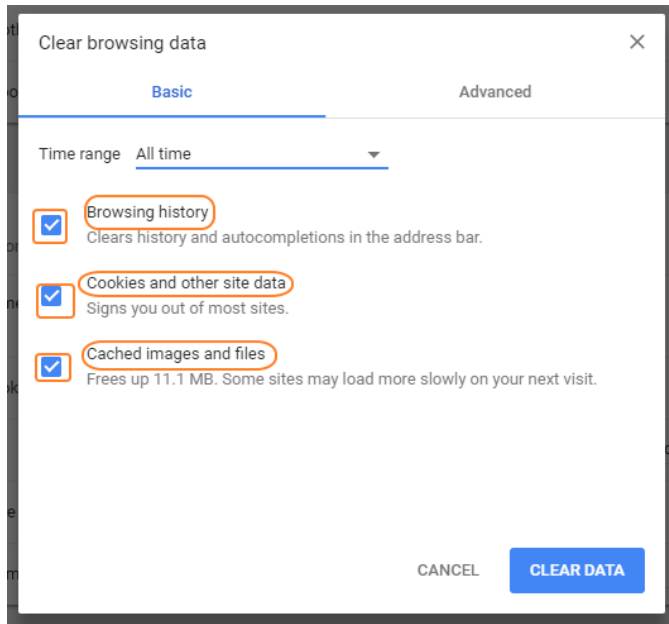 Clear browsing data
Basic Advanced
Time range All time
Browsing history
Clears history and autocompletions in the address bar.
Cookies and other site data
Signs you out of most sites.
Cached images and files
Frees up 11.1 MB. Some sites may load more slowly on your next visit.
CANCEL CLEAR DATA